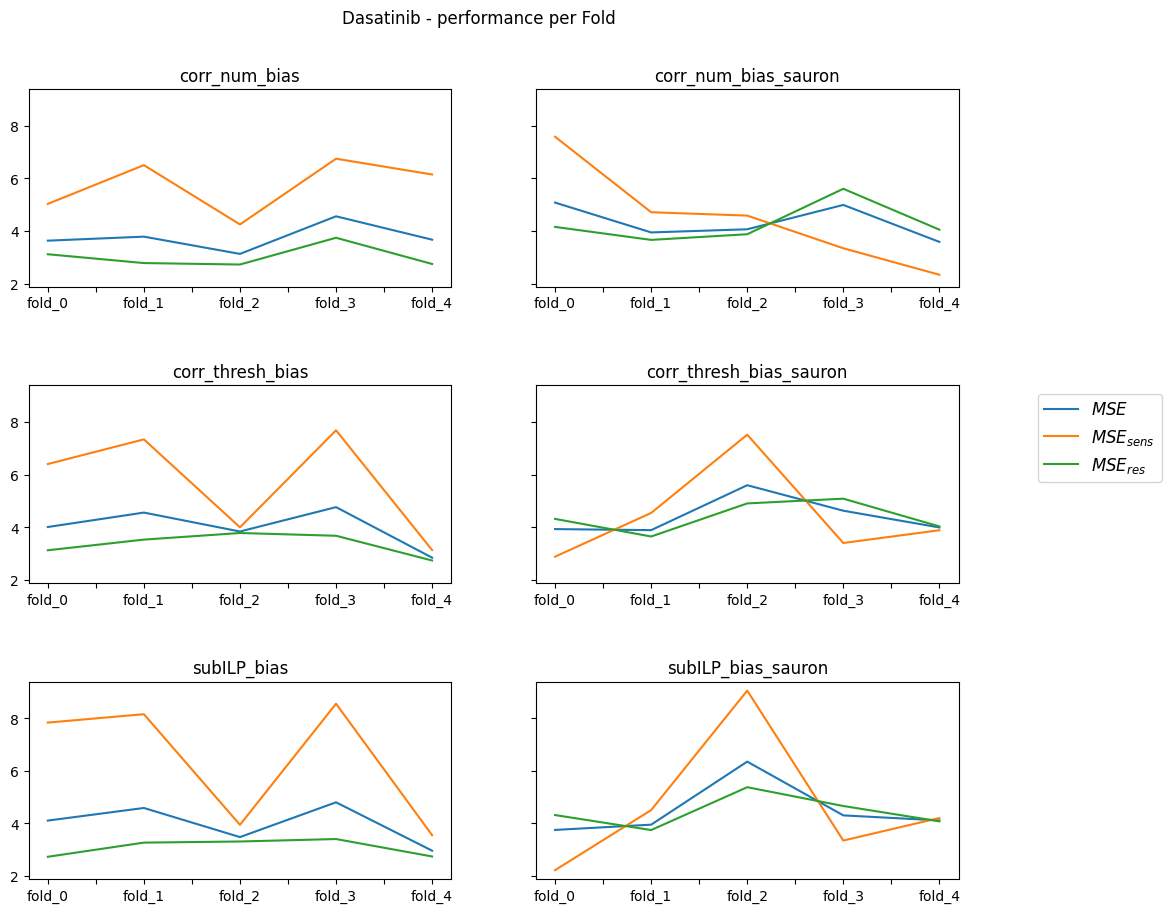 Dasatinib - performance per Fold
corr_num_bias
corr_num_bias_sauron
8
6
4
2
fold_0 fold_1 fold_2 fold_3 fold_4
fold_0 fold_1 fold_2 fold_3 fold_4
corr_thresh_bias
corr_thresh_bias_sauron
8
6
4
2
fold_0 fold_1 fold_2 fold_3 fold_4
fold_0 fold_1 fold_2 fold_3 fold_4
MSE
MSE_sens
MSE_res
subILP_bias
subILP_bias_sauron
8
6
4
2
fold_0 fold_1 fold_2 fold_3 fold_4
fold_0 fold_1 fold_2 fold_3 fold_4